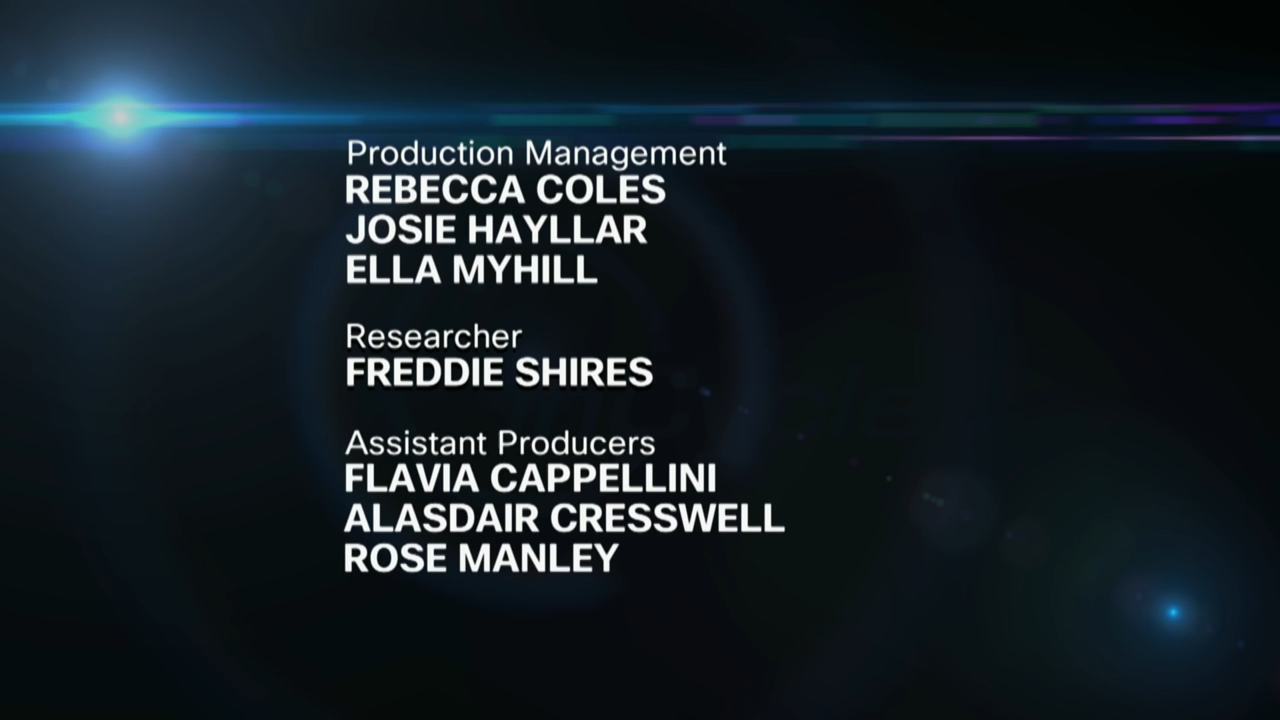 Production Management
REBECCA COLES
JOSIE HAYLLAR
ELLA MYHILL
Researcher
FREDDIE SHIRES
Assistant Producers
FLAVIA CAPPELLINI
ALASDAIR CRESSWELL
ROSE MANLEY